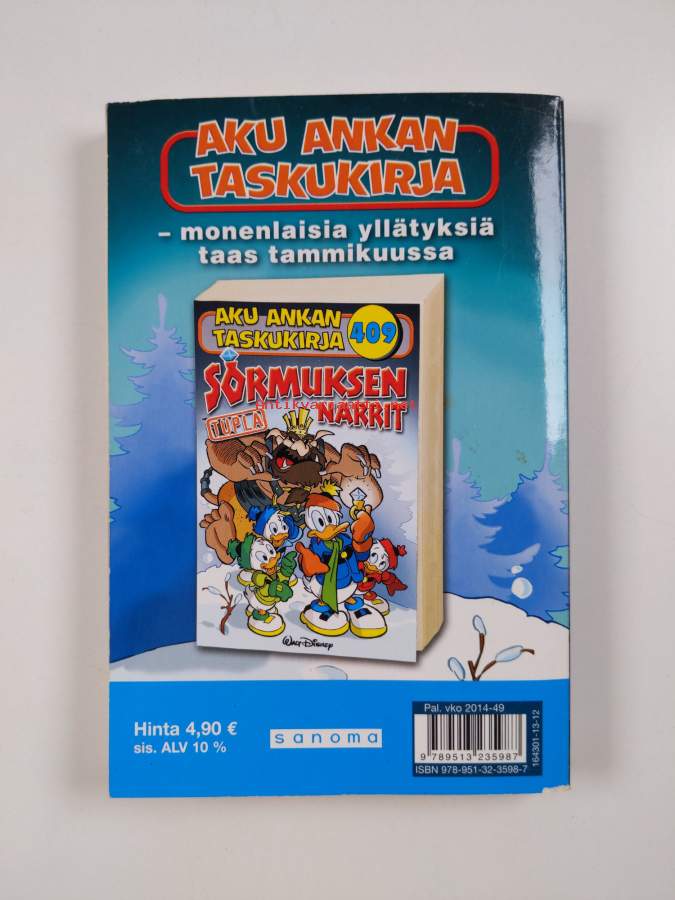 AKU ANKAN
TASKUKIRJA
– monenlaisia yllätyksiä
taas tammikuussa
AKU ANKAN
TASKUKIRJA
409
SORMUKSEN
NARRIT
TUPLA
WALT DISNEY
Hinta 4,90 €
sis. ALV 10 %
sanoma
Pal. vko 2014-49
9 789513 235987
ISBN 978-951-32-3598-7
164301-13-12